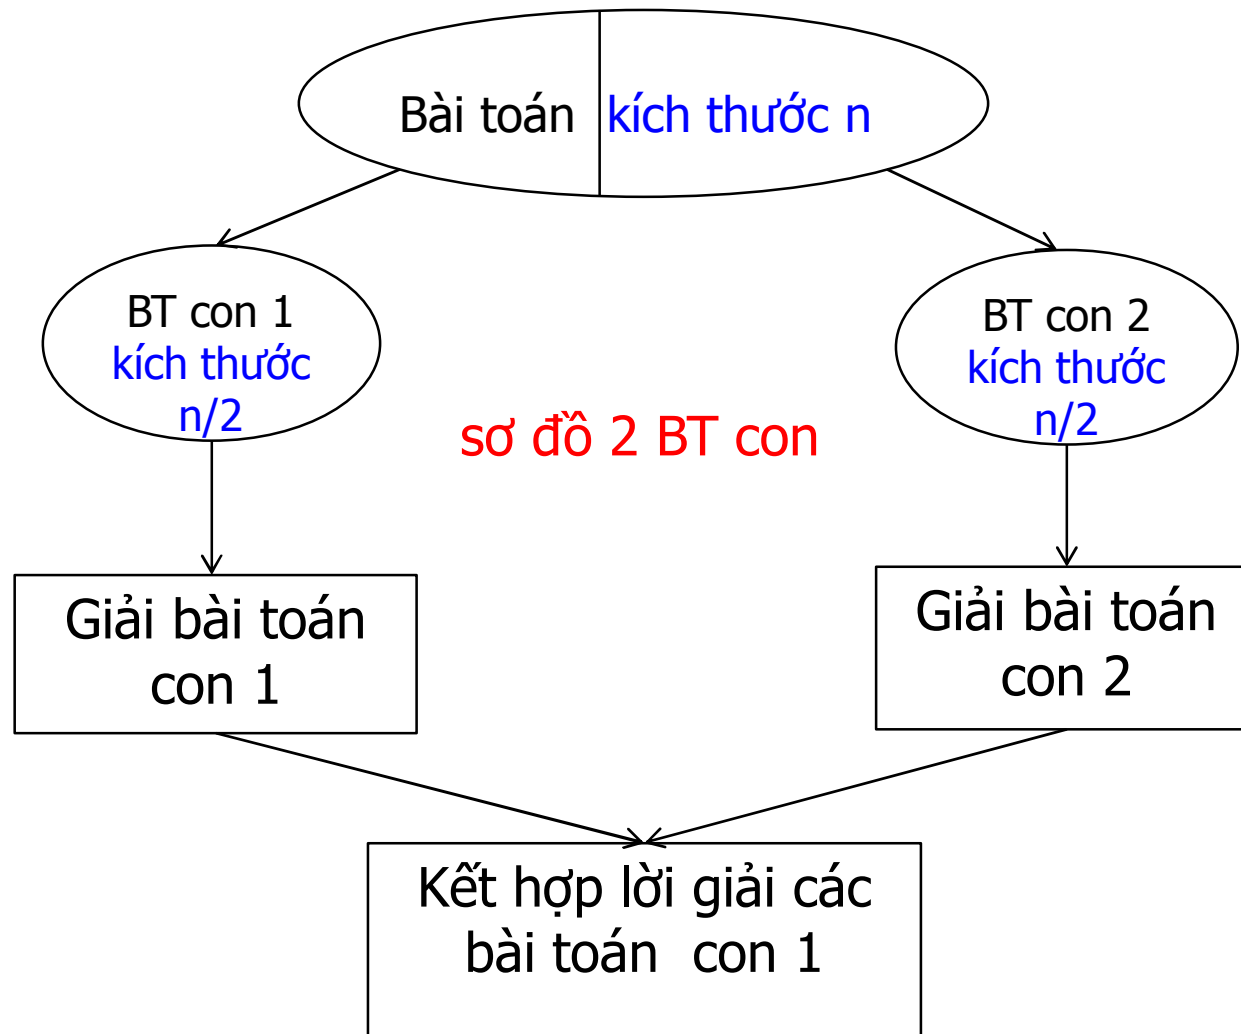 Bài toán kích thước n
BT con 1
kích thước
n/2
BT con 2
kích thước
n/2
sơ đồ 2 BT con
Giải bài toán
con 1
Giải bài toán
con 2
Kết hợp lời giải các
bài toán con 1